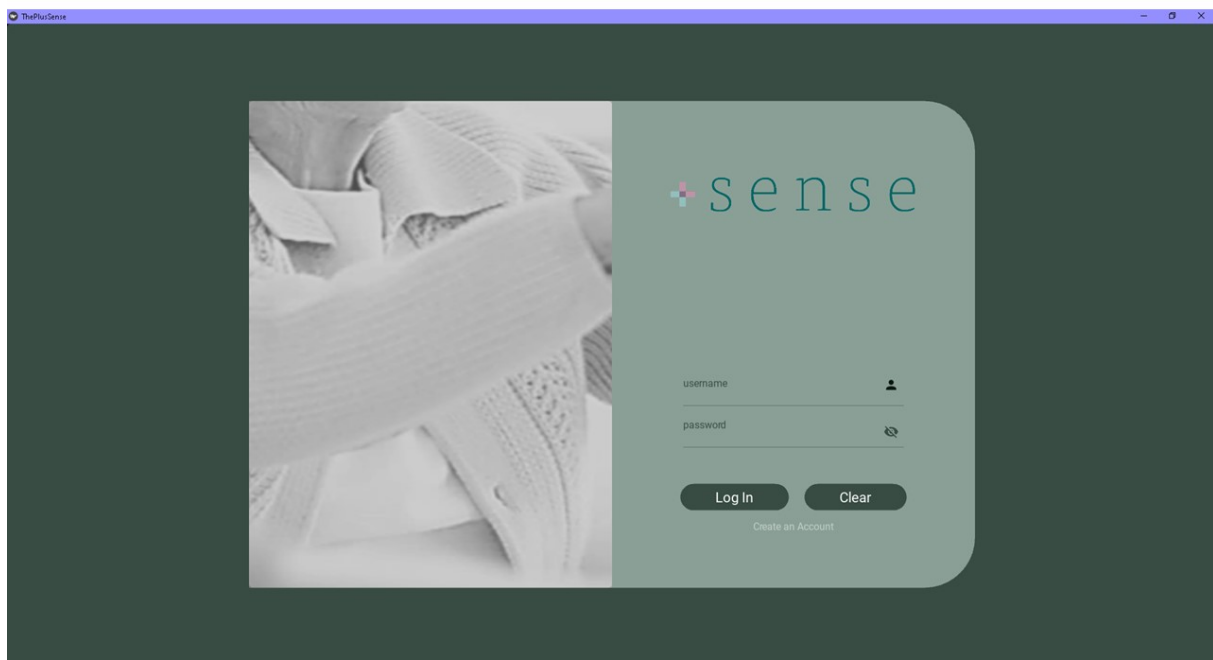 ThePlusSense
sense
username
password
Log In
Clear
Create an Account